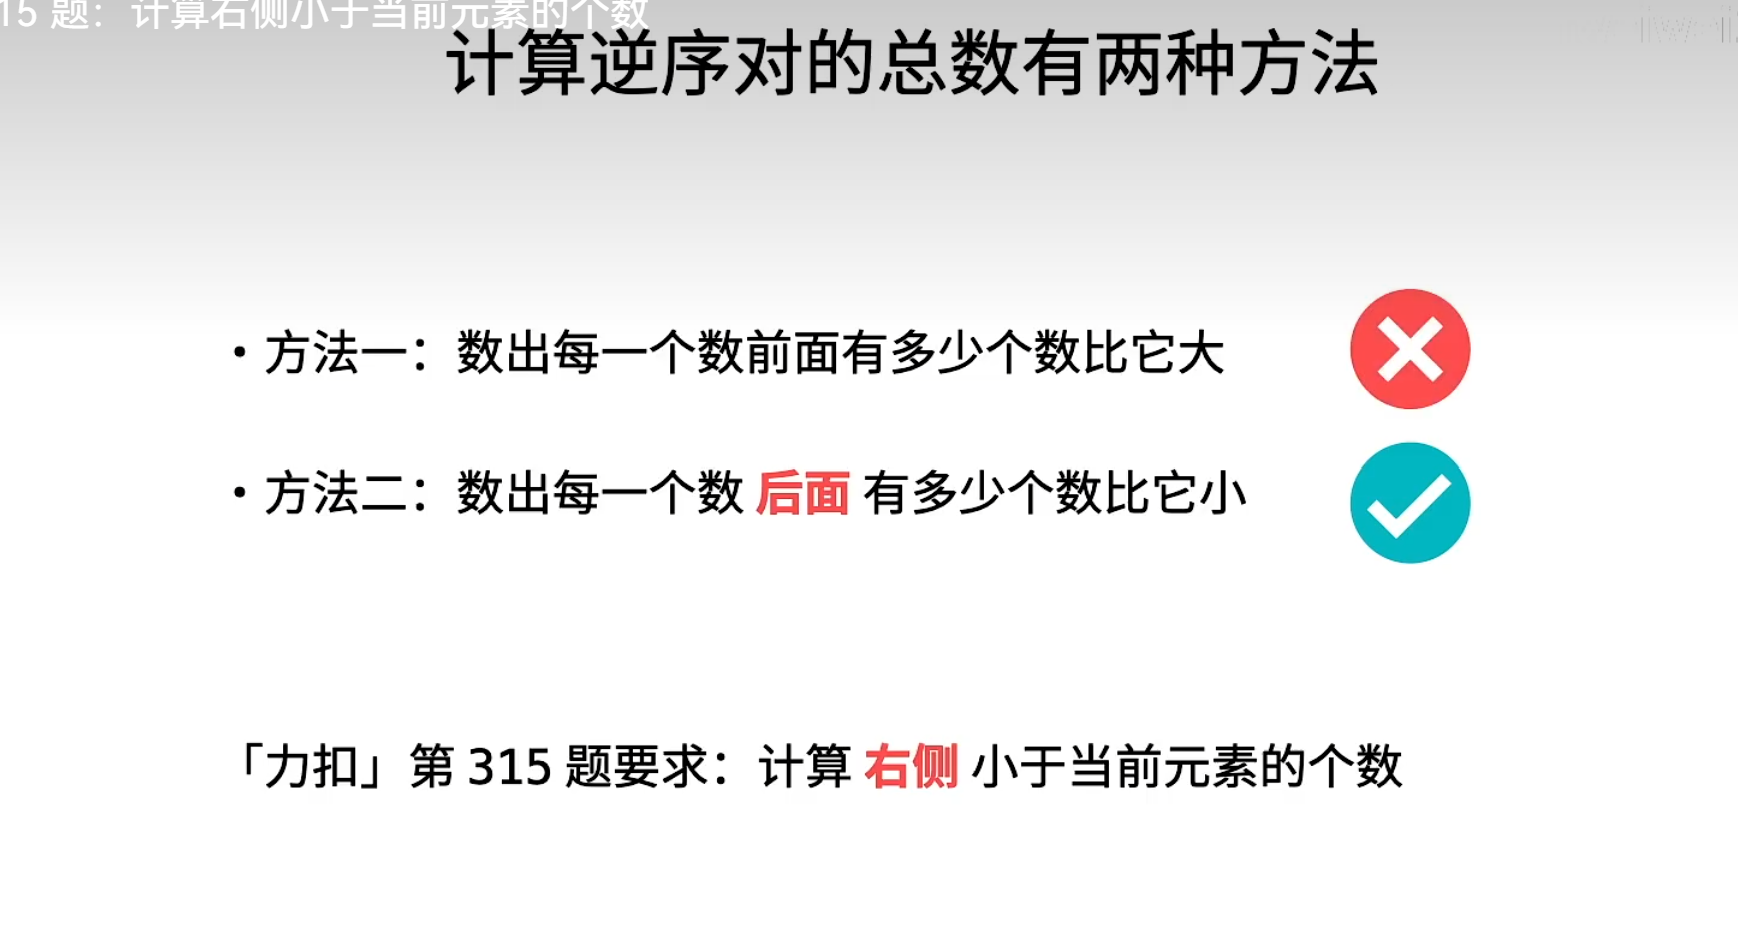 15 题：计算右侧小于当前元素的个数
计算逆序对的总数有两种方法
• 方法一：数出每一个数前面有多少个数比它大
• 方法二：数出每一个数 后面 有多少个数比它小
「力扣」第 315 题要求：计算 右侧 小于当前元素的个数